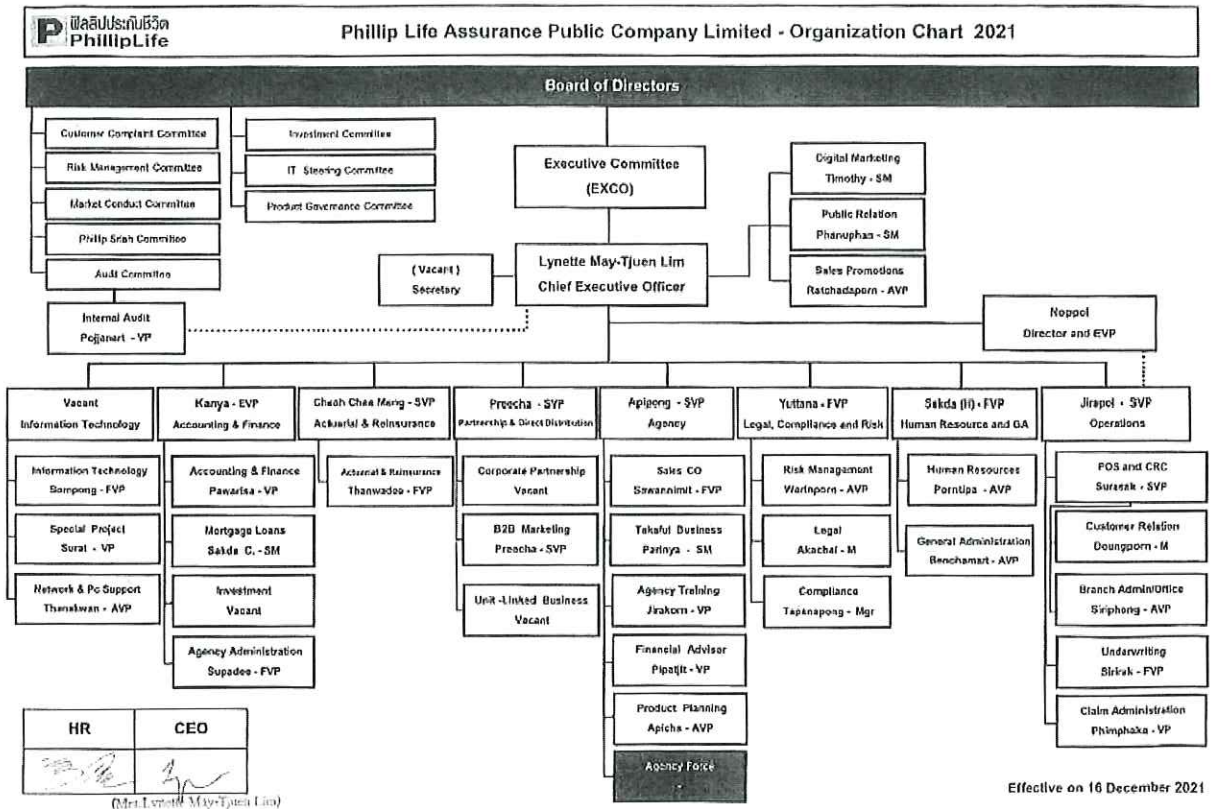 ฟิลลิปประกันชีวิต
PhillipLife
Phillip Life Assurance Public Company Limited - Organization Chart 2021
Board of Directors
Customer Complaint Committee
Risk Management Committee
Market Conduct Committee
Phillip Sriah Committee
Audit Committee
Internal Audit
Pojjanart - VP
Investment Committee
IT Steering Committee
Product Governance Committee
Executive Committee
(EXCO)
Lynette May-Tjuen Lim
Chief Executive Officer
( Vacant )
Secretary
Digital Marketing
Timothy - SM
Public Relation
Phanuphan - SM
Sales Promotions
Ratchadaporn - AVP
Noppol
Director and EVP
Vacant
Information Technology
Information Technology
Sompong - FVP
Special Project
Surat - VP
Network & Pc Support
Thanakwan - AVP
Kanya - EVP
Accounting & Finance
Accounting & Finance
Pawarisa - VP
Mortgage Loans
Sakda C. - SM
Investment
Vacant
Agency Administration
Supadee - FVP
Cheah Chee Meng - SVP
Actuarial & Reinsurance
Actuarial & Reinsurance
Thanwadee - FVP
Preecha - SVP
Partnership & Direct Distribution
Corporate Partnership
Vacant
B2B Marketing
Preecha - SVP
Unit -Linked Business
Vacant
Apipong - SVP
Agency
Sales CO
Sawannimit - FVP
Takaful Business
Parinya - SM
Agency Training
Jirakorn - VP
Financial Advisor
Pipatjit - VP
Product Planning
Apicha - AVP
Agency Force
-
Yuttana - FVP
Legal, Compliance and Risk
Risk Management
Warinporn - AVP
Legal
Akachai - M
Compliance
Tapanapong - Mgr
Sakda (li) - FVP
Human Resource and GA
Human Resources
Porntipa - AVP
General Administration
Benchamart - AVP
Jirapol - SVP
Operations
POS and CRC
Surasak - SVP
Customer Relation
Doungporn - M
Branch Admin/Office
Siriphong - AVP
Underwriting
Sirirak - FVP
Claim Administration
Phimphaka - VP
HR
CEO
(Mrs.Lynette May-Tjuen Lim)
Effective on 16 December 2021